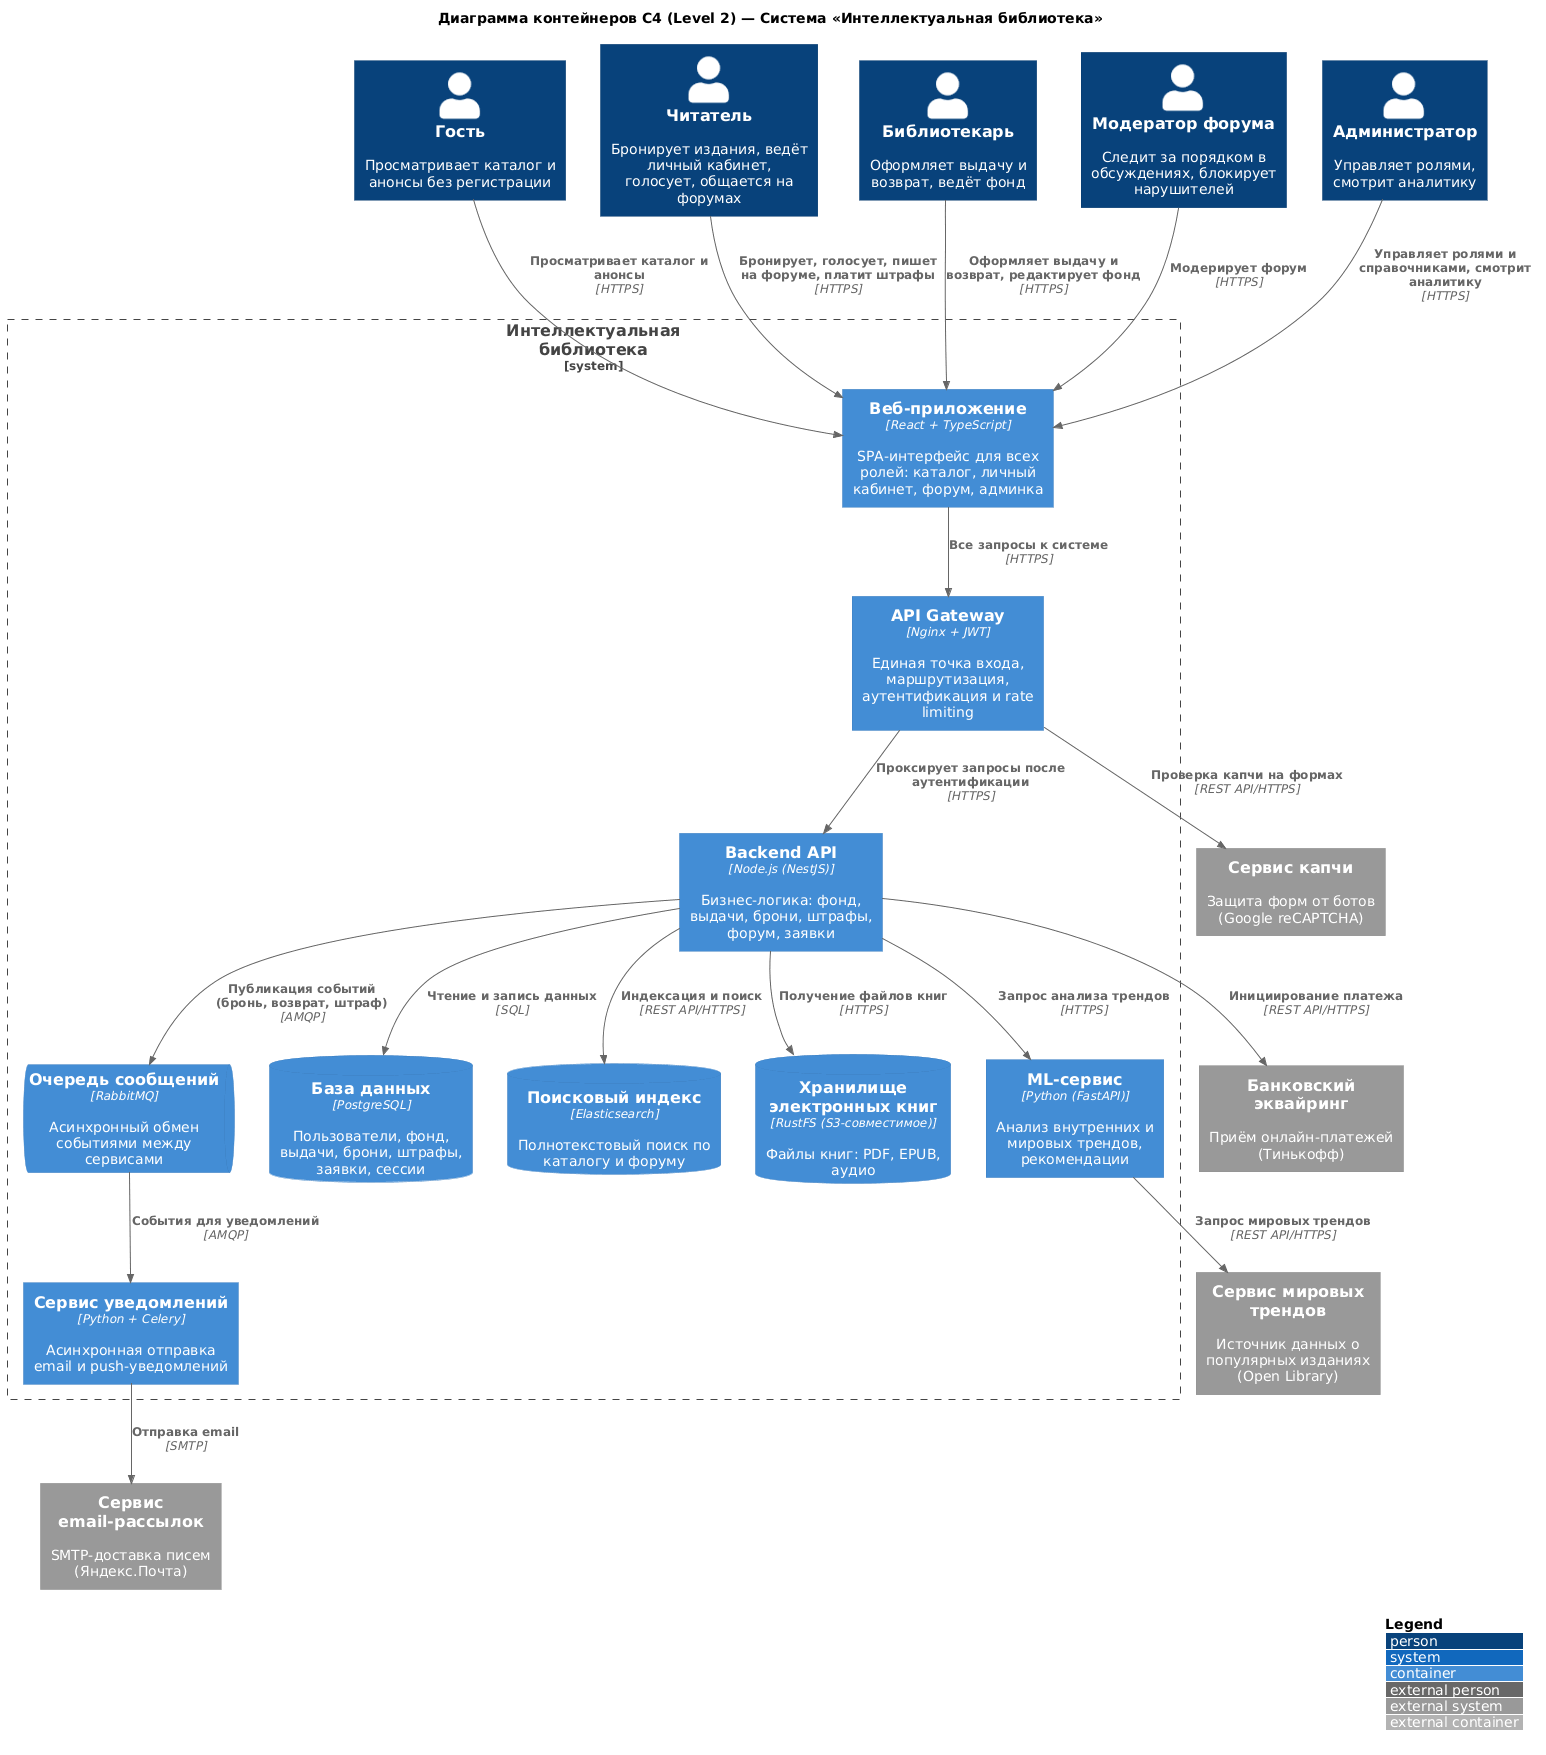 Диаграмма контейнеров C4 (Level 2) — Система «Интеллектуальная библиотека»
Гость
Просматривает каталог и
анонсы без регистрации
Читатель
Бронирует издания, ведёт
личный кабинет,
голосует, общается на
форумах
Библиотекарь
Оформляет выдачу и
возврат, ведёт фонд
Модератор форума
Следит за порядком в
обсуждениях, блокирует
нарушителей
Администратор
Управляет ролями,
смотрит аналитику
Просматривает каталог и
анонсы
[HTTPS]
Бронирует, голосует, пишет
на форуме, платит штрафы
[HTTPS]
Оформляет выдачу и
возврат, редактирует фонд
[HTTPS]
Модерирует форум
[HTTPS]
Управляет ролями и
справочниками, смотрит
аналитику
[HTTPS]
Интеллектуальная
библиотека
[system]
Веб-приложение
[React + TypeScript]
SPA-интерфейс для всех
ролей: каталог, личный
кабинет, форум, админка
Все запросы к системе
[HTTPS]
API Gateway
[Nginx + JWT]
Единая точка входа,
маршрутизация,
аутентификация и rate
limiting
Проксирует запросы после
аутентификации
[HTTPS]
Проверка капчи на формах
[REST API/HTTPS]
Backend API
[Node.js (NestJS)]
Бизнес-логика: фонд,
выдачи, брони, штрафы,
форум, заявки
Сервис капчи
Защита форм от ботов
(Google reCAPTCHA)
Публикация событий
(бронь, возврат, штраф)
[AMQP]
Чтение и запись данных
[SQL]
Индексация и поиск
[REST API/HTTPS]
Получение файлов книг
[HTTPS]
Запрос анализа трендов
[HTTPS]
Инициирование платежа
[REST API/HTTPS]
Очередь сообщений
[RabbitMQ]
Асинхронный обмен
событиями между
сервисами
База данных
[PostgreSQL]
Пользователи, фонд,
выдачи, брони, штрафы,
заявки, сессии
Поисковый индекс
[Elasticsearch]
Полнотекстовый поиск по
каталогу и форуму
Хранилище
электронных книг
[RustFS (S3-совместимое)]
Файлы книг: PDF, EPUB,
аудио
ML-сервис
[Python (FastAPI)]
Анализ внутренних и
мировых трендов,
рекомендации
Банковский
эквайринг
Приём онлайн-платежей
(Тинькофф)
События для уведомлений
[AMQP]
Запрос мировых трендов
[REST API/HTTPS]
Сервис уведомлений
[Python + Celery]
Асинхронная отправка
email и push-уведомлений
Сервис мировых
трендов
Источник данных о
популярных изданиях
(Open Library)
Отправка email
[SMTP]
Сервис
email-рассылок
SMTP-доставка писем
(Яндекс.Почта)
Legend
person
system
container
external person
external system
external container